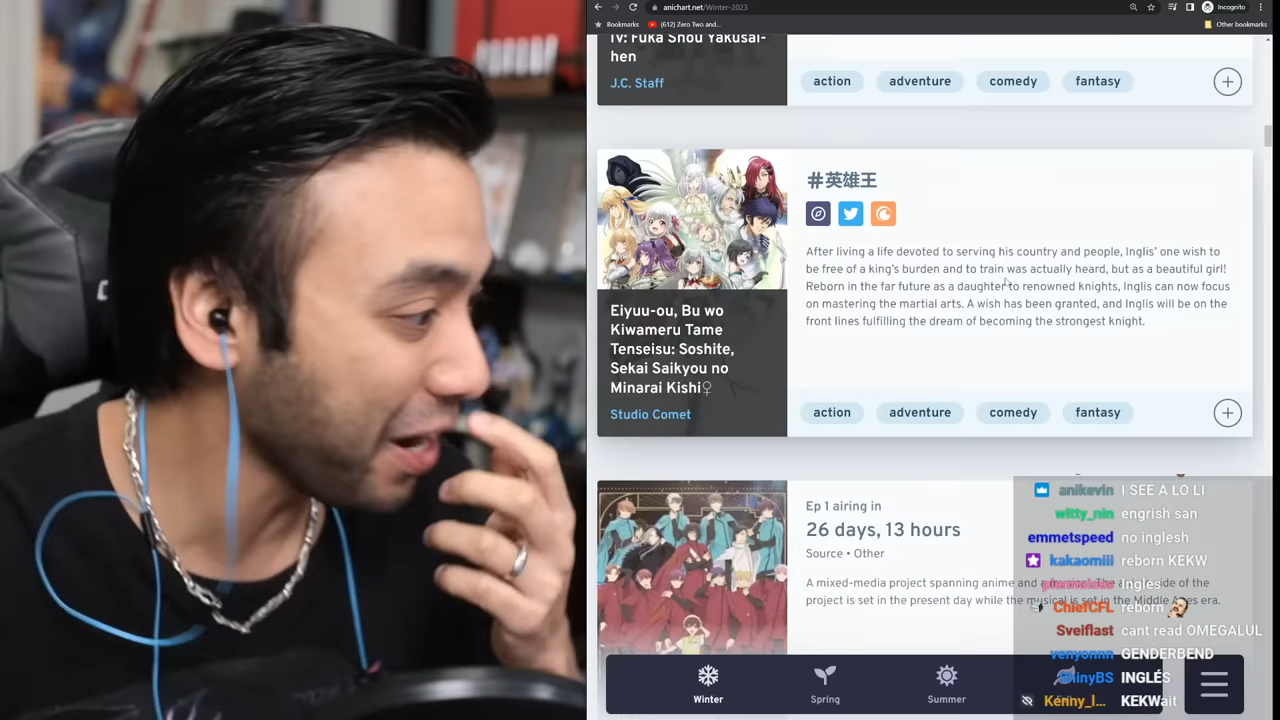 anichart.net/Winter-2023
Incognito
Bookmarks
(612) Zero Two and...
Other bookmarks
IV: Fuka Shou Yakusai-
hen
J.C. Staff
action
adventure
comedy
fantasy
#英雄王
After living a life devoted to serving his country and people, Inglis' one wish to
be free of a king's burden and to train was actually heard, but as a beautiful girl!
Reborn in the far future as a daughter to renowned knights, Inglis can now focus
on mastering the martial arts. A wish has been granted, and Inglis will be on the
front lines fulfilling the dream of becoming the strongest knight.
Eiyuu-ou, Bu wo
Kiwameru Tame
Tenseisu: Soshite,
Sekai Saikyou no
Minarai Kishi♀
Studio Comet
action
adventure
comedy
fantasy
Ep 1 airing in
26 days, 13 hours
Source • Other
A mixed-media project spanning anime and a musical. The anime side of the
project is set in the present day while the musical is set in the Middle Ages era.
anikevin I SEE A LO LI
witty_nin engrish san
emmetspeed no inglesh
kakaomiii reborn KEKW
Inglés
ChiefCFL reborn
Sveiflast cant read OMEGALUL
venyonnn GENDERBEND
ShinyBS INGLÉS
Kenny_l... KEKWait
Winter
Spring
Summer